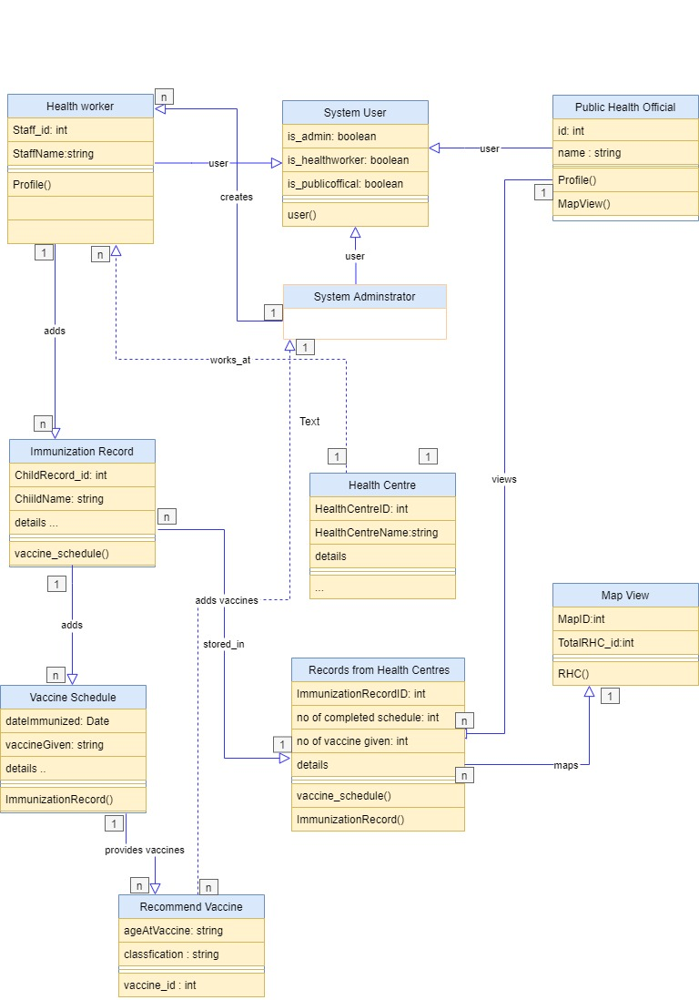 Health worker
Staff_id: int
StaffName:string
Profile()
n
System User
is_admin: boolean
is_healthworker: boolean
is_publicoffical: boolean
user()
Public Health Official
id: int
name : string
Profile()
MapView()
user
user
creates
1
user
System Adminstrator
1
1
n
adds
works_at
1
Text
n
Immunization Record
ChildRecord_id: int
ChiildName: string
details ...
vaccine_schedule()
n
1
1
Health Centre
HealthCentreID: int
HealthCentreName:string
details
...
views
1
adds
adds vaccines
stored_in
Map View
MapID:int
TotalRHC_id:int
RHC()
1
n
Vaccine Schedule
dateImmunized: Date
vaccineGiven: string
details ..
ImmunizationRecord()
Records from Health Centres
ImmunizationRecordID: int
no of completed schedule: int
no of vaccine given: int
details
vaccine_schedule()
ImmunizationRecord()
1
n
n
maps
1
provides vaccines
n
n
Recommend Vaccine
ageAtVaccine: string
classfication : string
vaccine_id : int